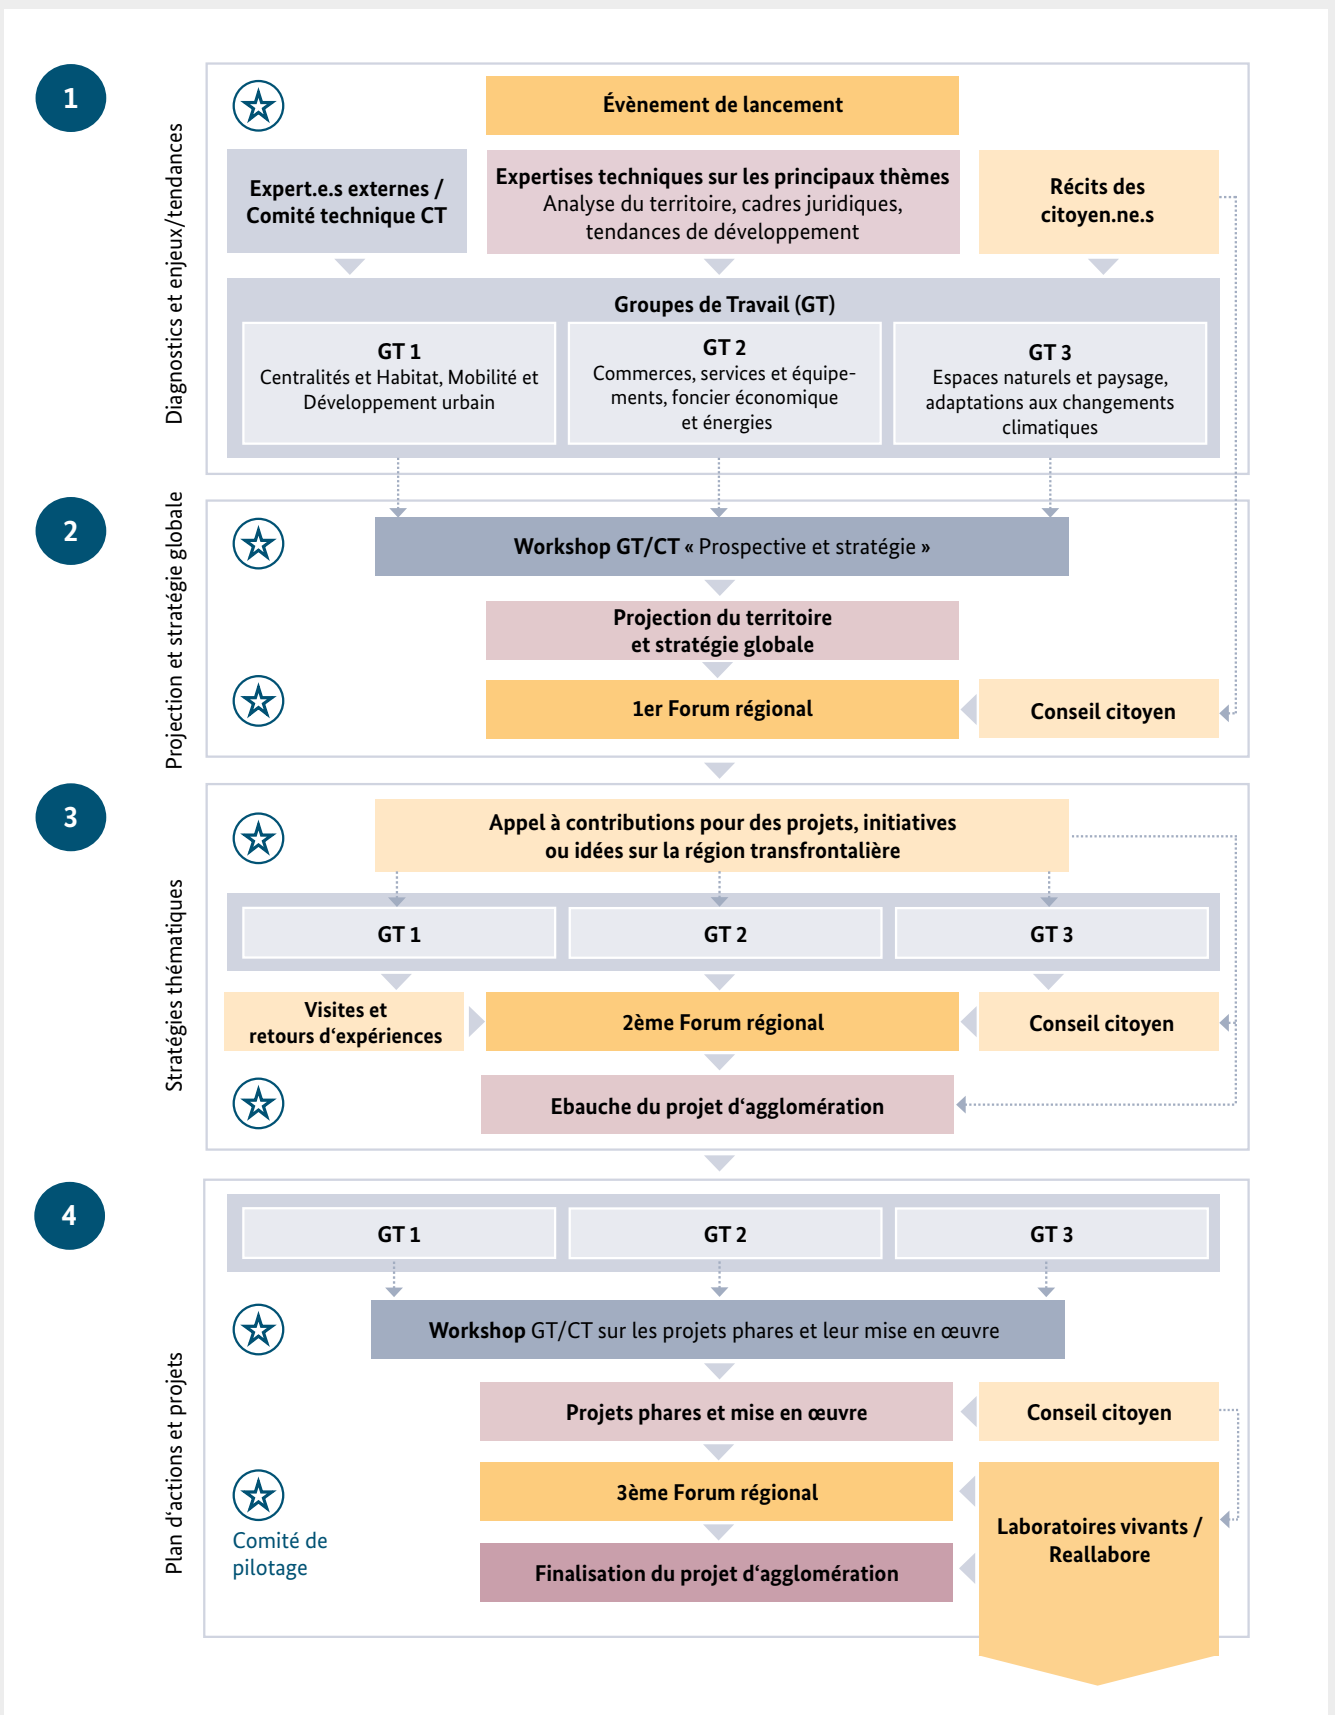 1
Diagnostics et enjeux/tendances
Évènement de lancement
Expert.e.s externes /
Comité technique CT
Expertises techniques sur les principaux thèmes
Analyse du territoire, cadres juridiques,
tendances de développement
Récits des
citoyen.ne.s
Groupes de Travail (GT)
GT 1
Centralités et Habitat, Mobilité et
Développement urbain
GT 2
Commerces, services et équipe-
ments, foncier économique
et énergies
GT 3
Espaces naturels et paysage,
adaptations aux changements
climatiques
2
Projection et stratégie globale
Workshop GT/CT « Prospective et stratégie »
Projection du territoire
et stratégie globale
1er Forum régional
Conseil citoyen
3
Stratégies thématiques
Appel à contributions pour des projets, initiatives
ou idées sur la région transfrontalière
GT 1
GT 2
GT 3
Visites et
retours d‘expériences
2ème Forum régional
Conseil citoyen
Ebauche du projet d‘agglomération
4
Plan d‘actions et projets
GT 1
GT 2
GT 3
Workshop GT/CT sur les projets phares et leur mise en œuvre
Projets phares et mise en œuvre
Conseil citoyen
3ème Forum régional
Laboratoires vivants /
Reallabore
Comité de
pilotage
Finalisation du projet d‘agglomération